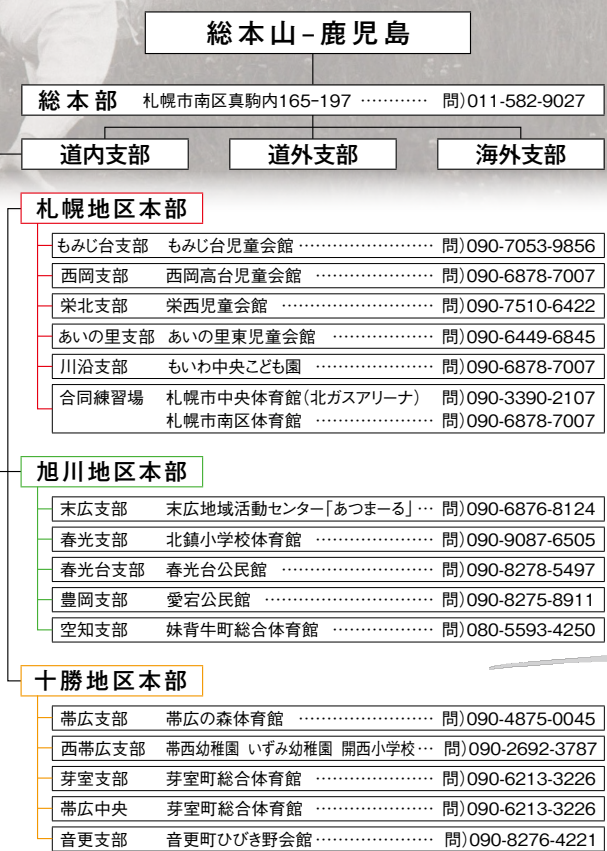 総本山–鹿児島
総本部 札幌市南区真駒内165-197 ………… 問)011-582-9027
道内支部 道外支部 海外支部
札幌地区本部
もみじ台支部 もみじ台児童会館 …………………… 問)090-7053-9856
西岡支部 西岡高台児童会館 ………………… 問)090-6878-7007
栄北支部 栄西児童会館 ……………………… 問)090-7510-6422
あいの里支部 あいの里東児童会館 ……………… 問)090-6449-6845
川沿支部 もいわ中央こども園 ………………… 問)090-6878-7007
合同練習場 札幌市中央体育館(北ガスアリーナ) 問)090-3390-2107
札幌市南区体育館 ………………… 問)090-6878-7007
旭川地区本部
末広支部 末広地域活動センター「あつまーる」… 問)090-6876-8124
春光支部 北鎮小学校体育館 ………………… 問)090-9087-6505
春光台支部 春光台公民館 ……………………… 問)090-8278-5497
豊岡支部 愛宕公民館 ………………………… 問)090-8275-8911
空知支部 妹背牛町総合体育館 ……………… 問)080-5593-4250
十勝地区本部
帯広支部 帯広の森体育館 …………………… 問)090-4875-0045
西帯広支部 帯西幼稚園 いずみ幼稚園 開西小学校… 問)090-2692-3787
芽室支部 芽室町総合体育館 ………………… 問)090-6213-3226
帯広中央 芽室町総合体育館 ………………… 問)090-6213-3226
音更支部 音更町ひびき野会館 ………………… 問)090-8276-4221